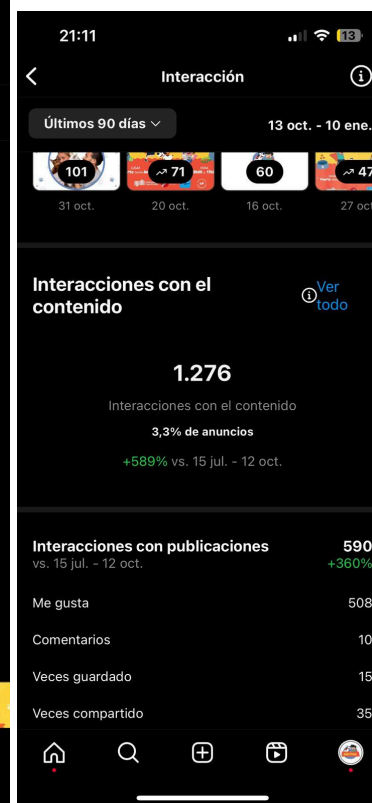 21:11
13
Interacción
Últimos 90 días
13 oct. - 10 ene.
101
71
60
47
31 oct.
20 oct.
16 oct.
27 oct
Interacciones con el contenido
Ver todo
1.276
Interacciones con el contenido
3,3% de anuncios
+589% vs. 15 jul. - 12 oct.
Interacciones con publicaciones
590
vs. 15 jul. - 12 oct.
+360%
Me gusta
508
Comentarios
10
Veces guardado
15
Veces compartido
35